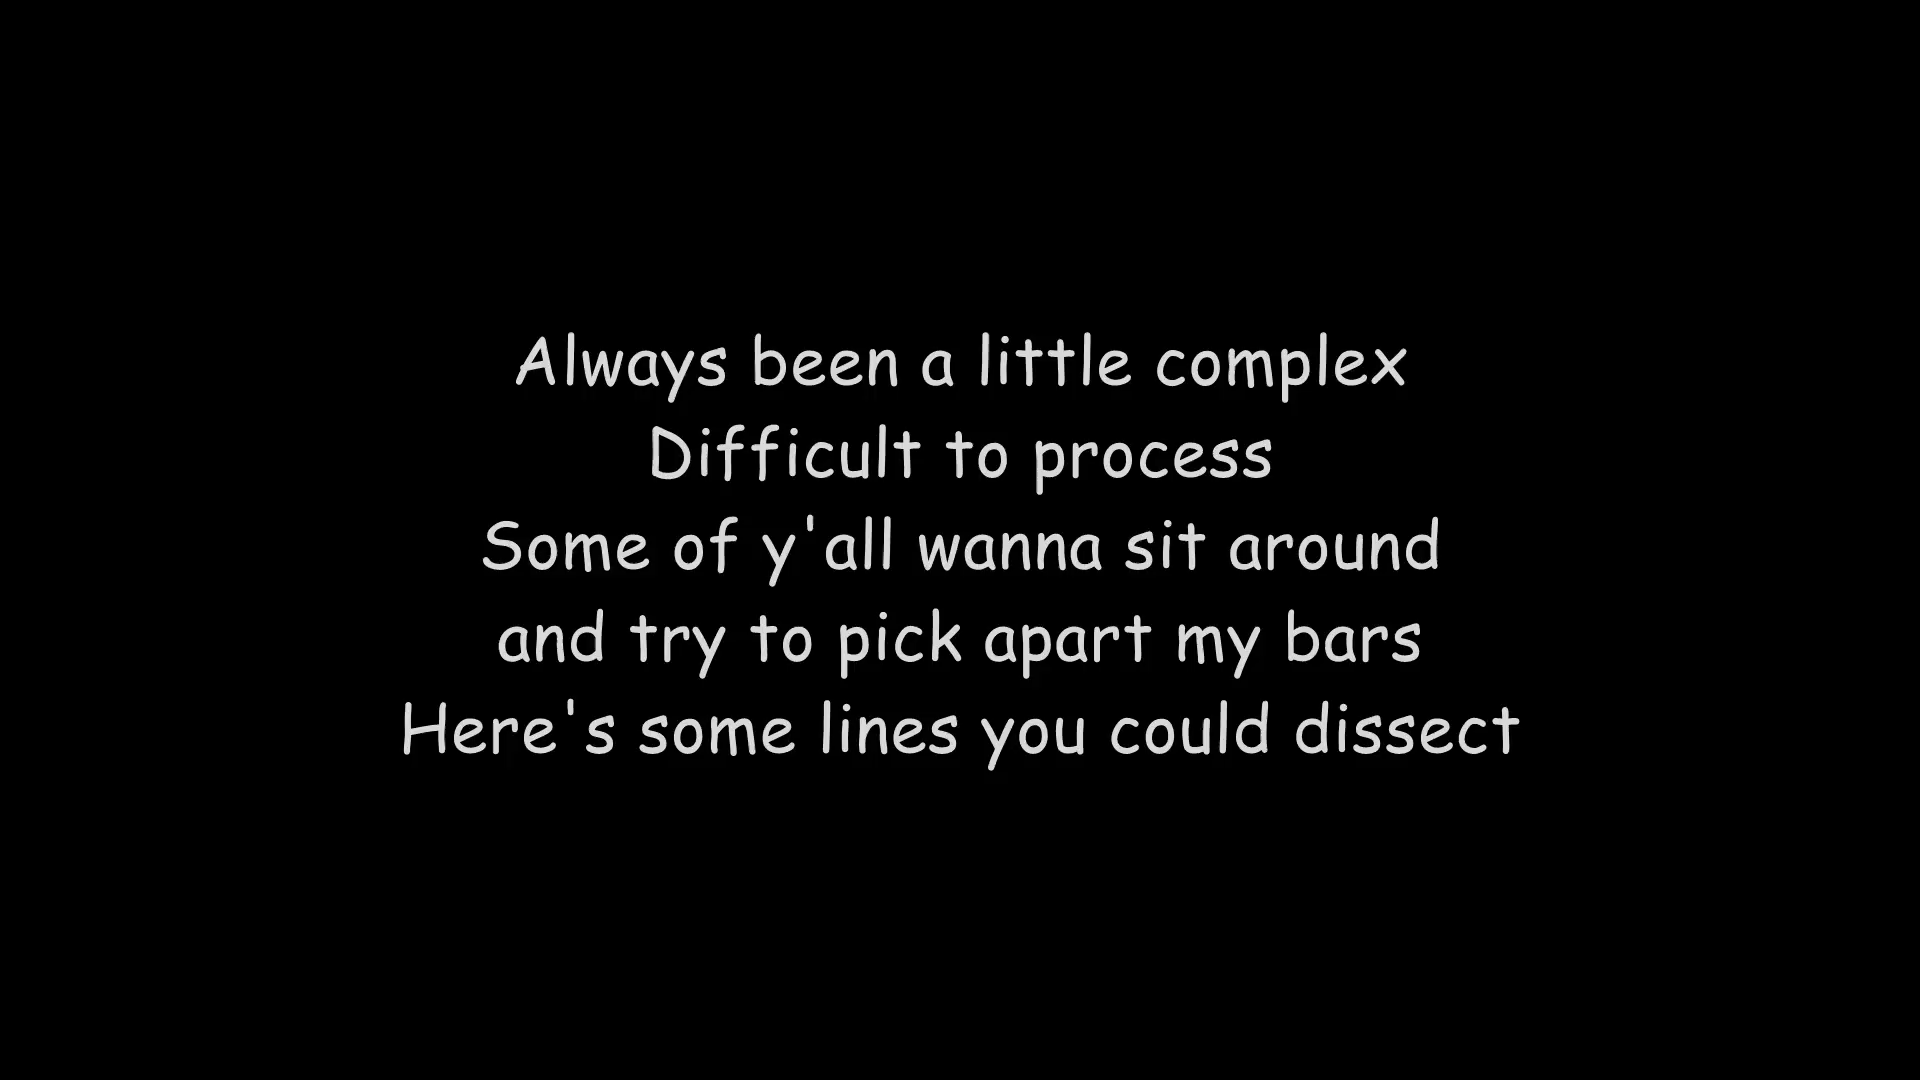 Always been a little complex
Difficult to process
Some of y'all wanna sit around
and try to pick apart my bars
Here's some lines you could dissect